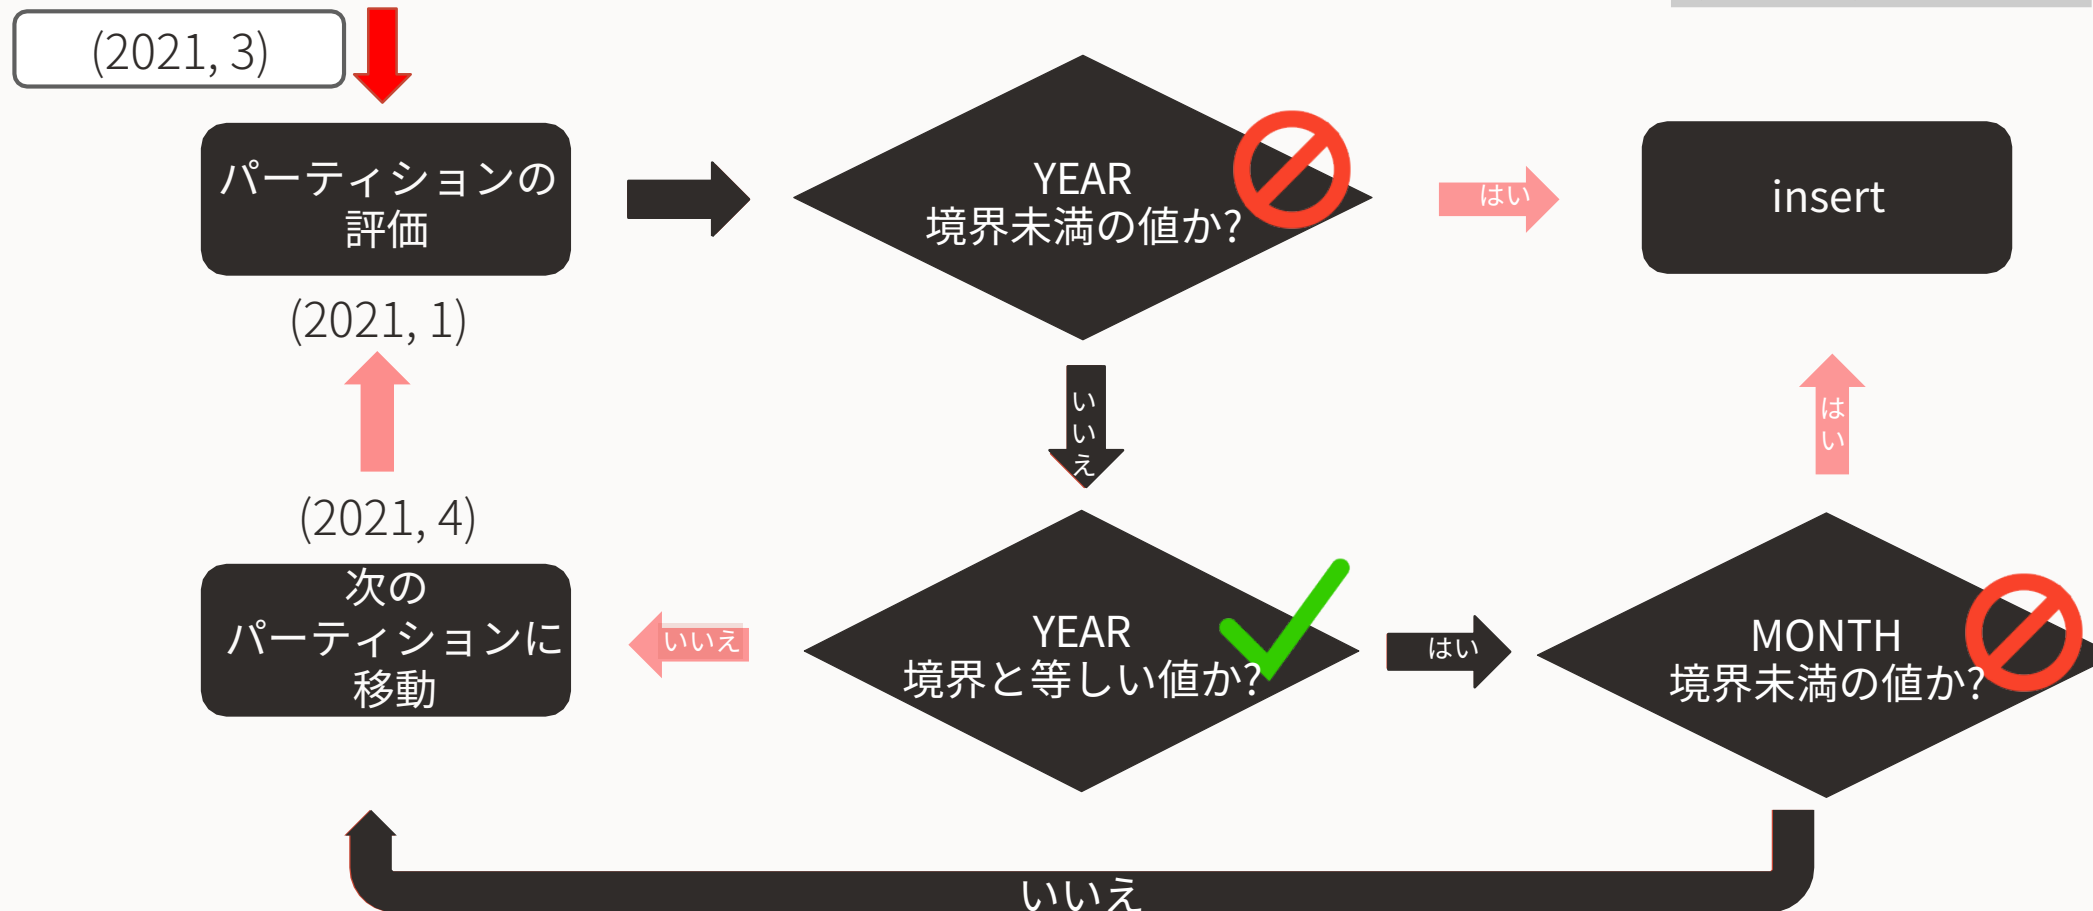 (2021, 3)
パーティションの
評価
YEAR
境界未満の値か?
はい
insert
(2021, 1)
いいえ
はい
(2021, 4)
次の
パーティションに
移動
いいえ
YEAR
境界と等しい値か?
はい
MONTH
境界未満の値か?
いいえ